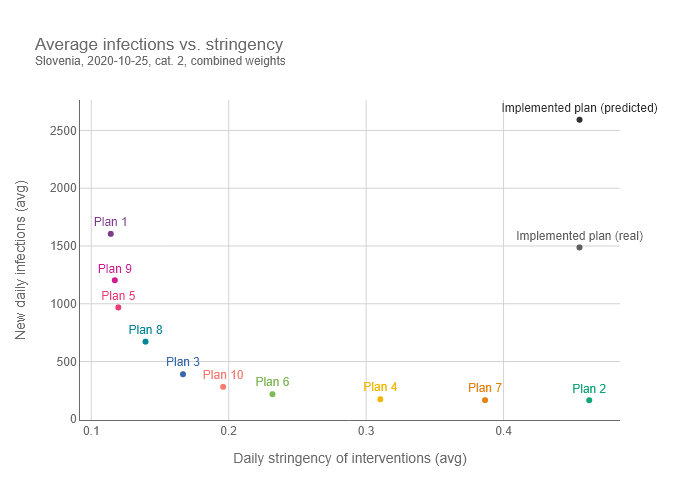 Average infections vs. stringency
Slovenia, 2020-10-25, cat. 2, combined weights
Implemented plan (predicted)
2500
2000
Plan 1
Implemented plan (real)
1500
Plan 9
Plan 5
1000
Plan 8
Plan 3
500
Plan 10
Plan 6
Plan 4
Plan 7
Plan 2
0
0.1
0.2
0.3
0.4
Daily stringency of interventions (avg)
New daily infections (avg)